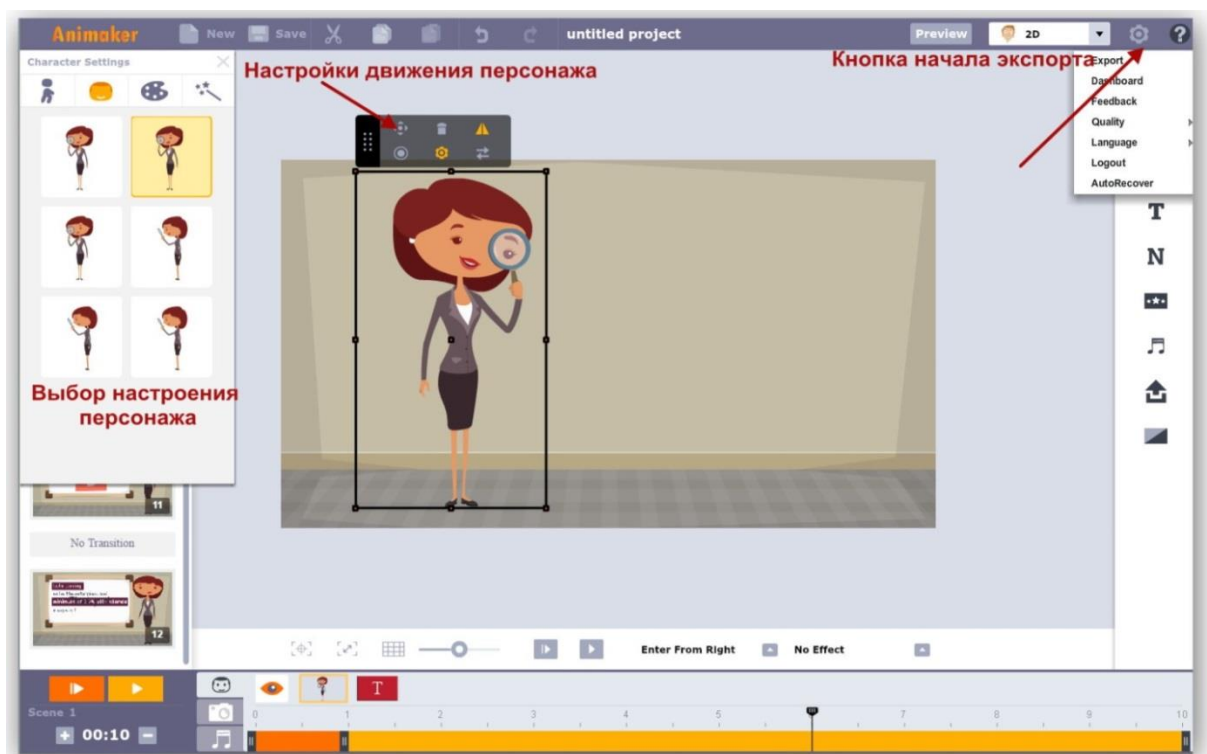 Animaker
New
Save
untitled project
Preview
2D
?
Character Settings
Настройки движения персонажа
Кнопка начала экспорта
Export
Dashboard
Feedback
Quality
Language
Logout
AutoRecover
T
N
Выбор настроения
персонажа
11
No Transition
12
Enter From Right
No Effect
T
Scene 1
0 1 2 3 4 5 7 8 9 10
+ 00:10 −